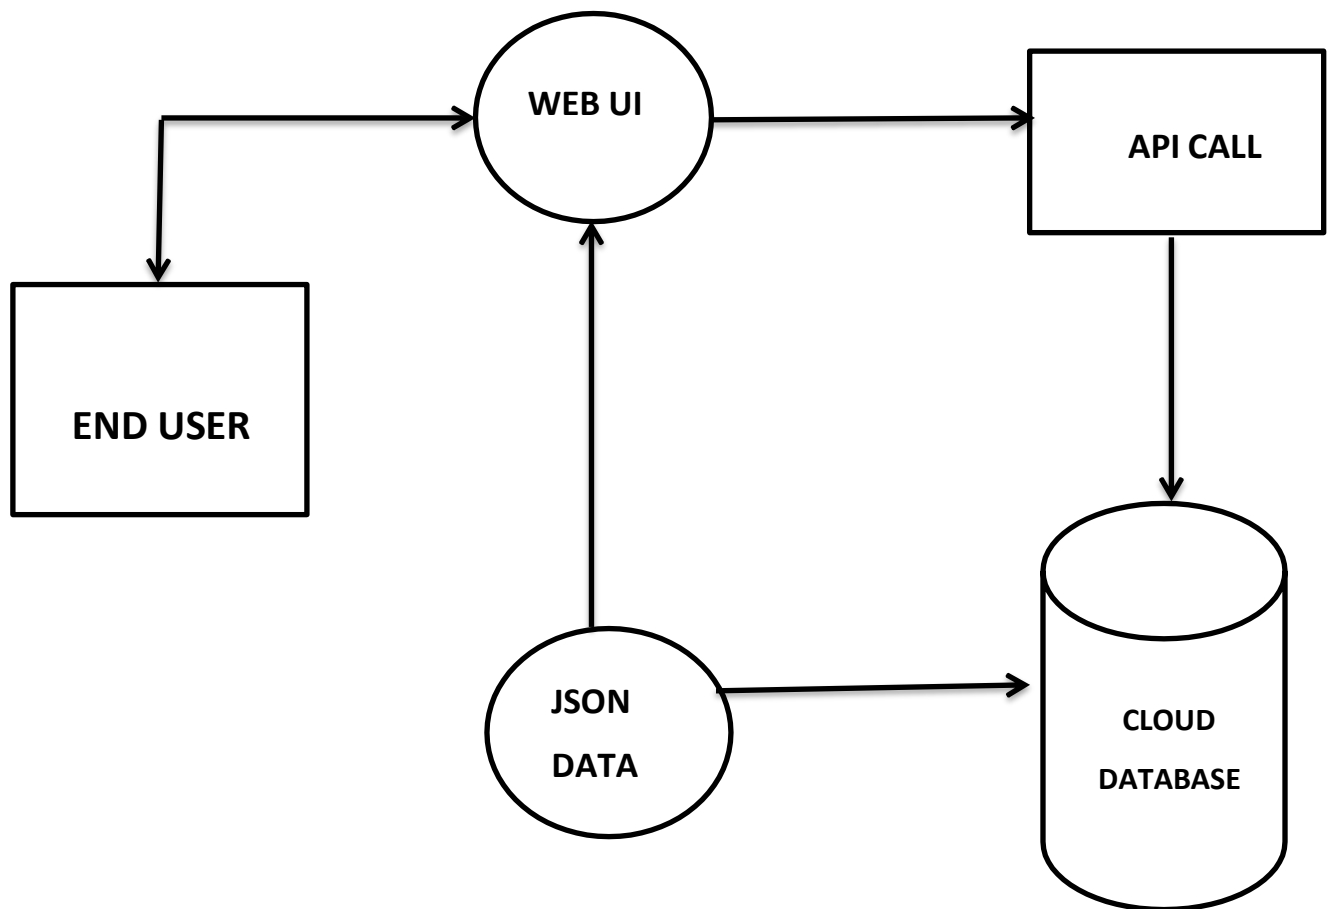 WEB UI
API CALL
END USER
JSON
DATA
CLOUD
DATABASE